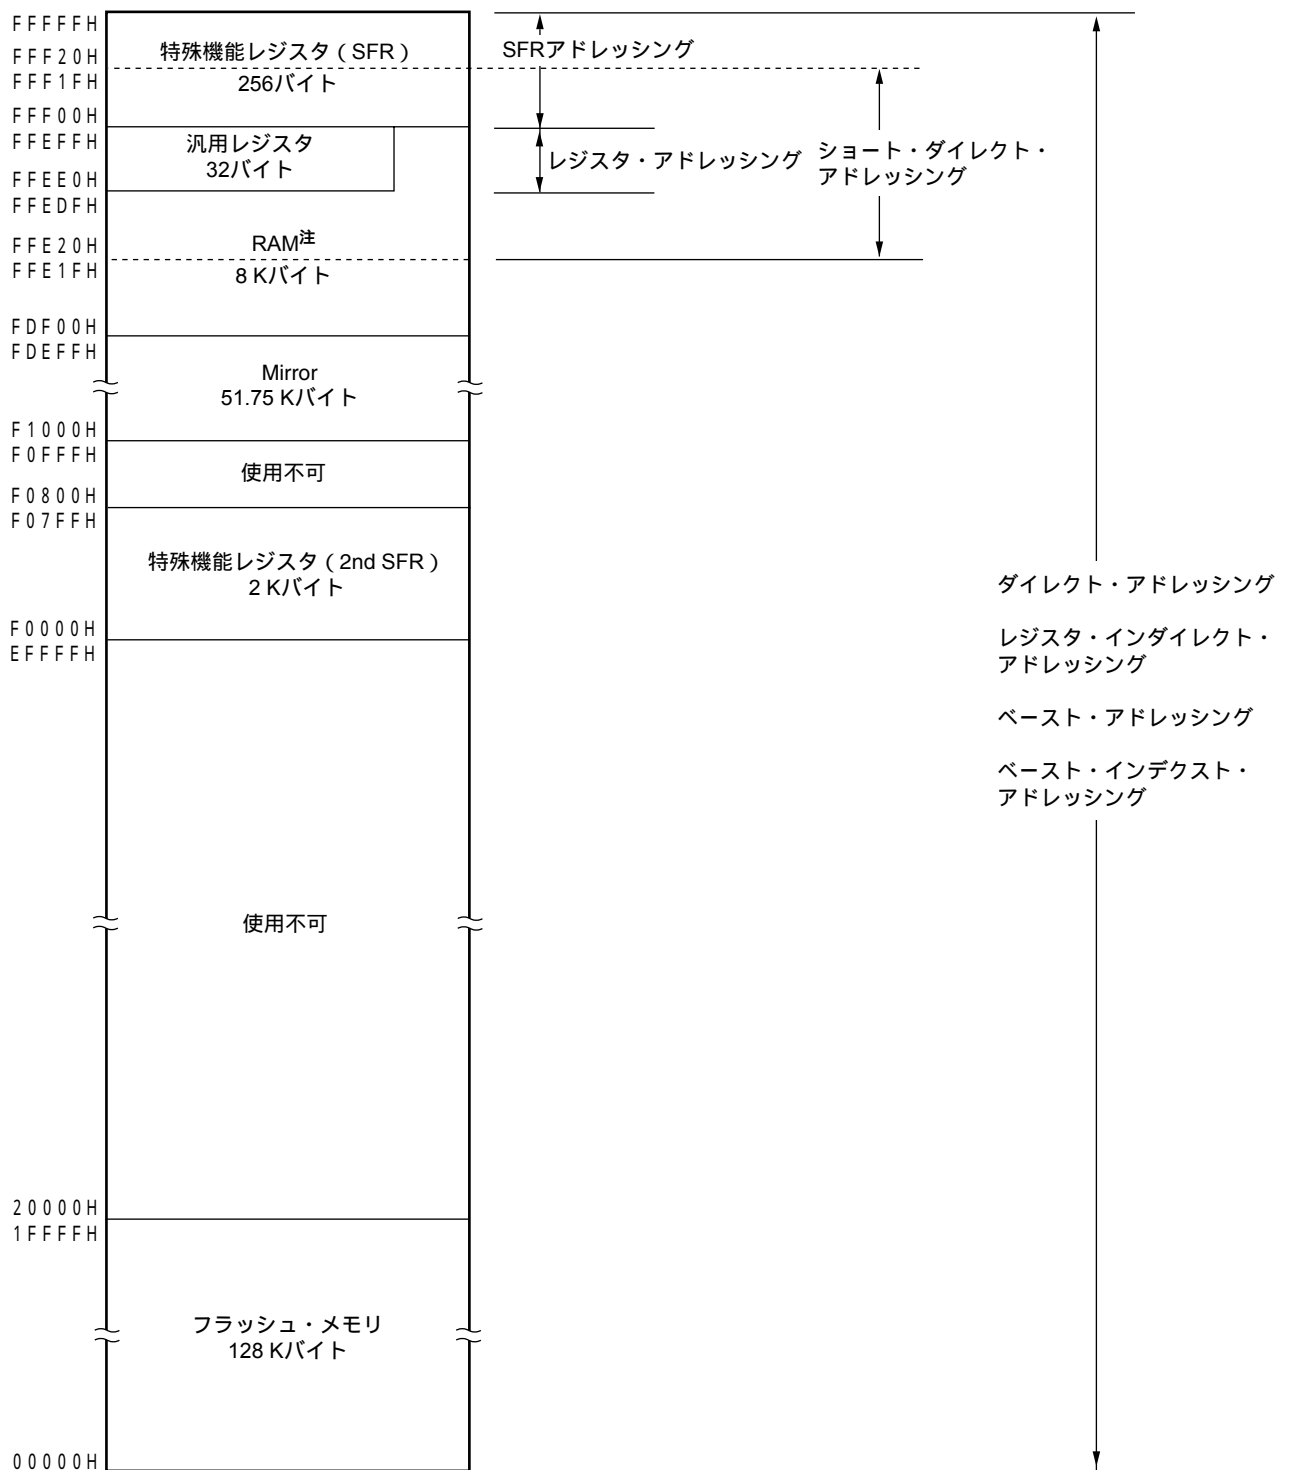 FFFFFH
特殊機能レジスタ（SFR）
SFRアドレッシング
FFF20H
FFF1FH
256バイト
FFF00H
FFEFFH
汎用レジスタ
32バイト
レジスタ・アドレッシング
ショート・ダイレクト・
アドレッシング
FFEE0H
FFEDFH
FFE20H
RAM注
FFE1FH
8 Kバイト
FDF00H
FDEFFH
Mirror
51.75 Kバイト
F1000H
F0FFFH
使用不可
F0800H
F07FFH
特殊機能レジスタ（2nd SFR）
2 Kバイト
F0000H
EFFFFH
ダイレクト・アドレッシング
レジスタ・インダイレクト・
アドレッシング
ベースト・アドレッシング
ベースト・インデクスト・
アドレッシング
使用不可
20000H
1FFFFH
フラッシュ・メモリ
128 Kバイト
00000H